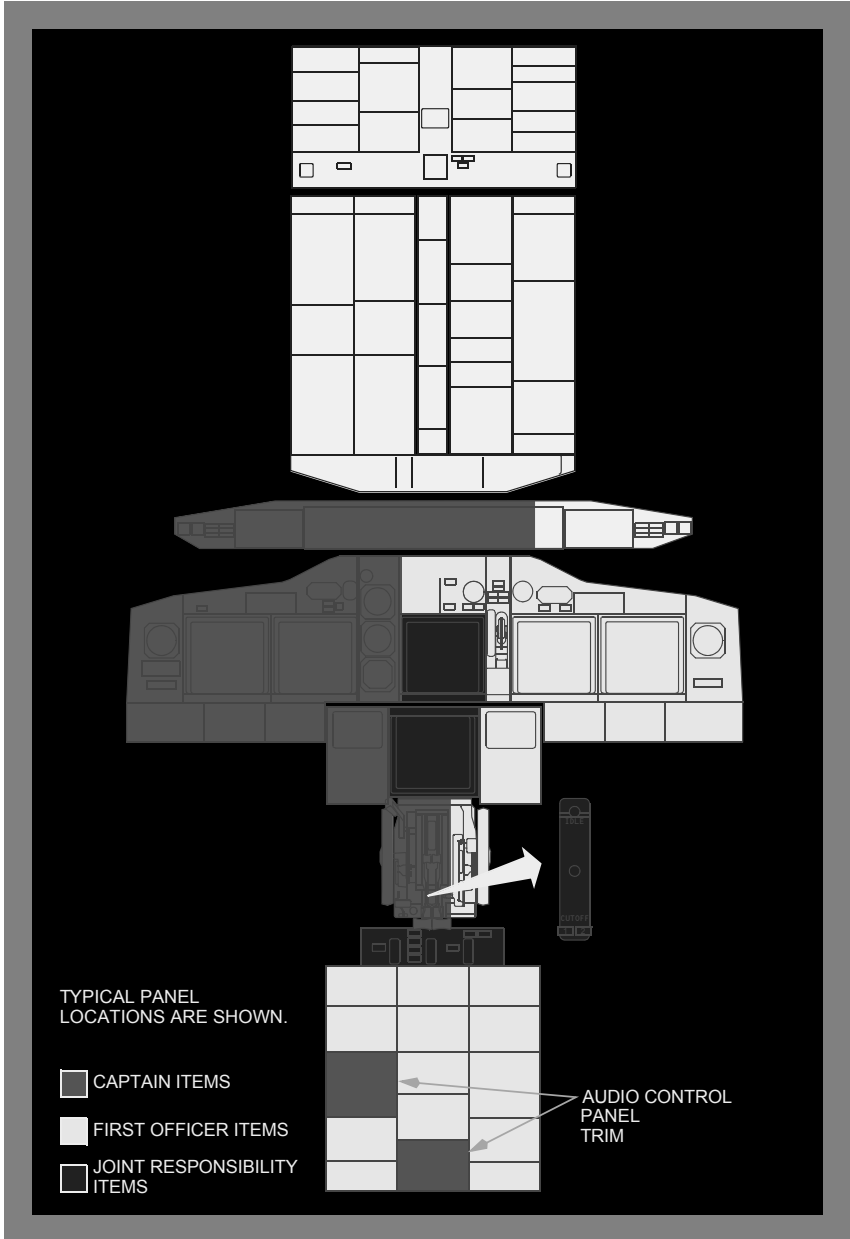 IDLE
CUTOFF
TYPICAL PANEL
LOCATIONS ARE SHOWN.
CAPTAIN ITEMS
FIRST OFFICER ITEMS
JOINT RESPONSIBILITY
ITEMS
AUDIO CONTROL
PANEL
TRIM